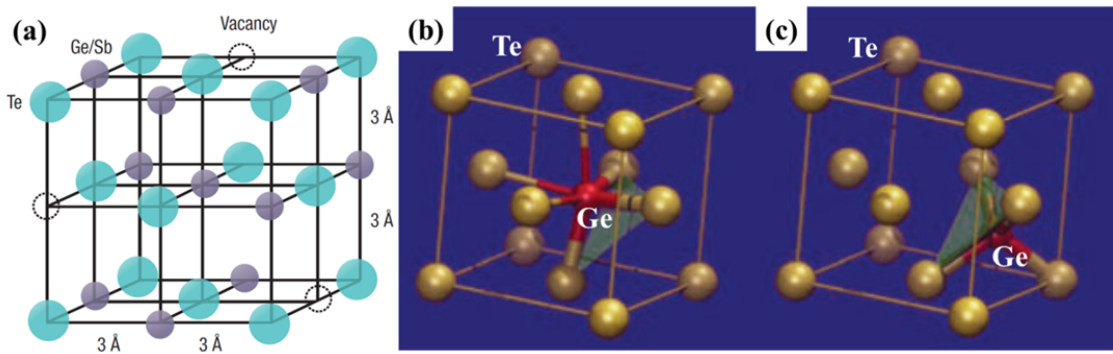 (a)
Vacancy
Ge/Sb
Te
3 Å
3 Å
3 Å
3 Å
(b)
Te
Ge
(c)
Te
Ge